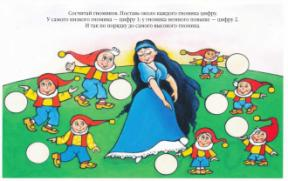 Сосчитай гномиков. Поставь около каждого гномика цифру.
У самого низкого гномика — цифру 1; у гномика немного повыше — цифру 2.
И так по порядку до самого высокого гномика.